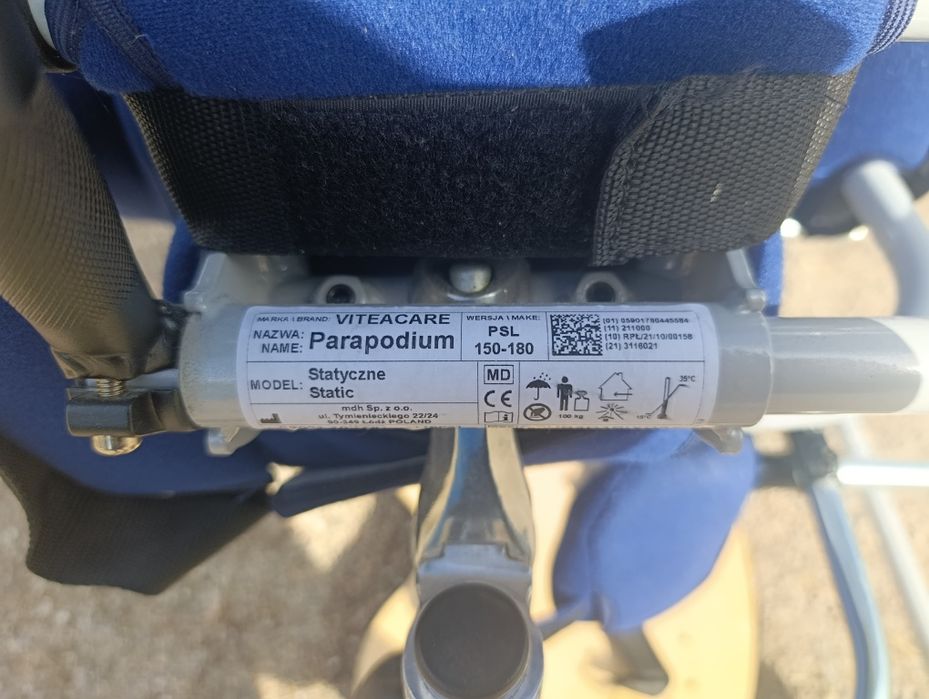 MARKA \ BRAND: VITEACARE
NAZWA:
NAME: Parapodium
WERSJA \ MAKE:
PSL
150-180
MODEL: Statyczne
Static
mdh Sp. z o.o.
ul. Tymienieckiego 22/24
90-349 Łódź POLAND
MD
CE
100 kg
35°C
15°C
(01) 05901780445584
(11) 211008
(10) RPŁ/21/10/00158
(21) 3116021